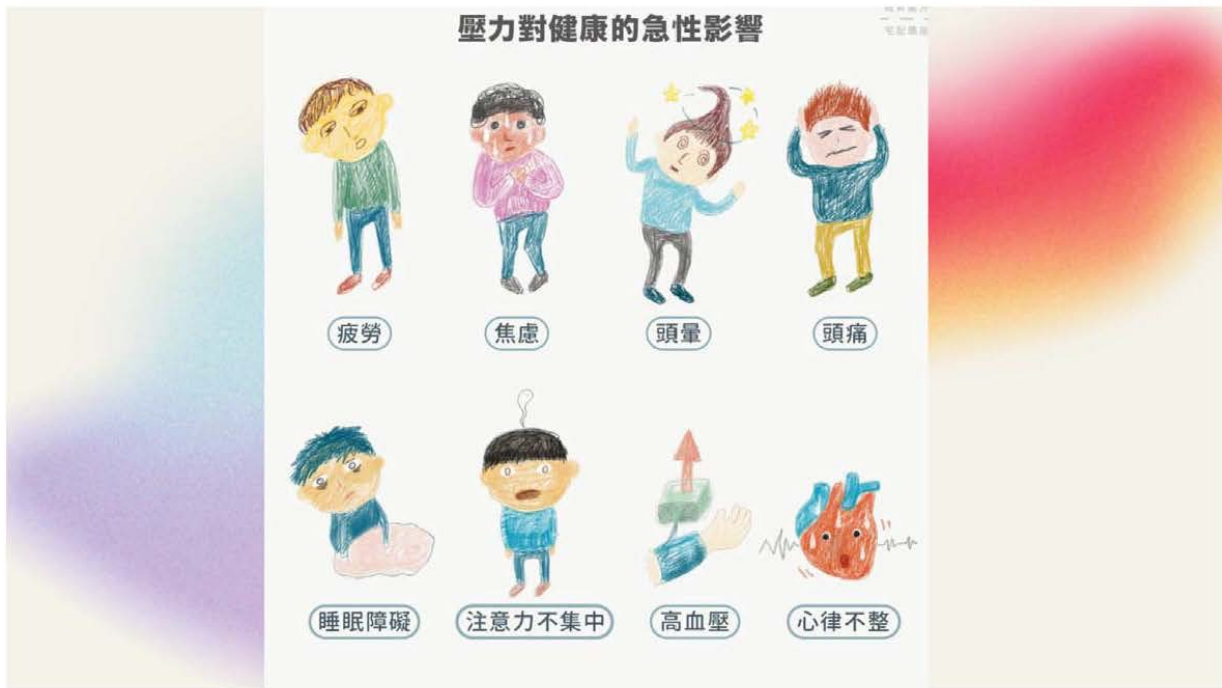 壓力對健康的急性影響
疲勞
焦慮
頭暈
頭痛
睡眠障礙
注意力不集中
高血壓
心律不整